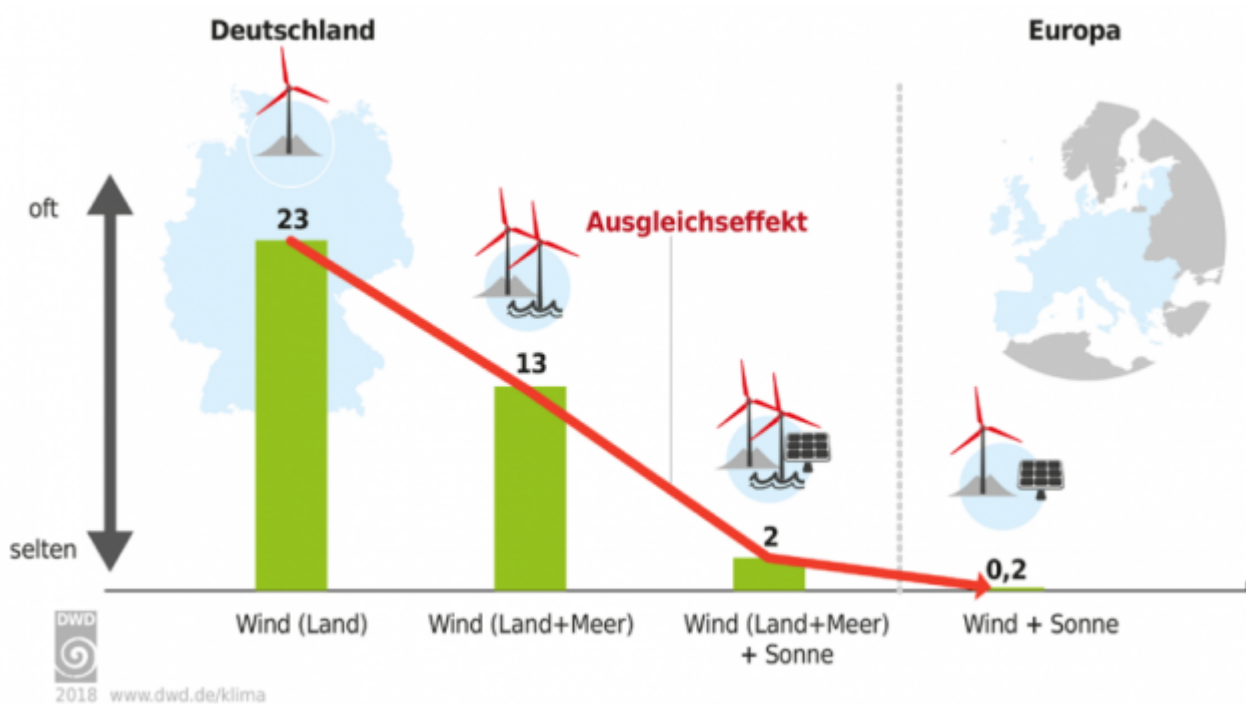 Deutschland
Europa
oft
selten
23
Ausgleichseffekt
13
2
0,2
Wind (Land)
Wind (Land+Meer)
Wind (Land+Meer)
+ Sonne
Wind + Sonne
DWD
2018 www.dwd.de/klima